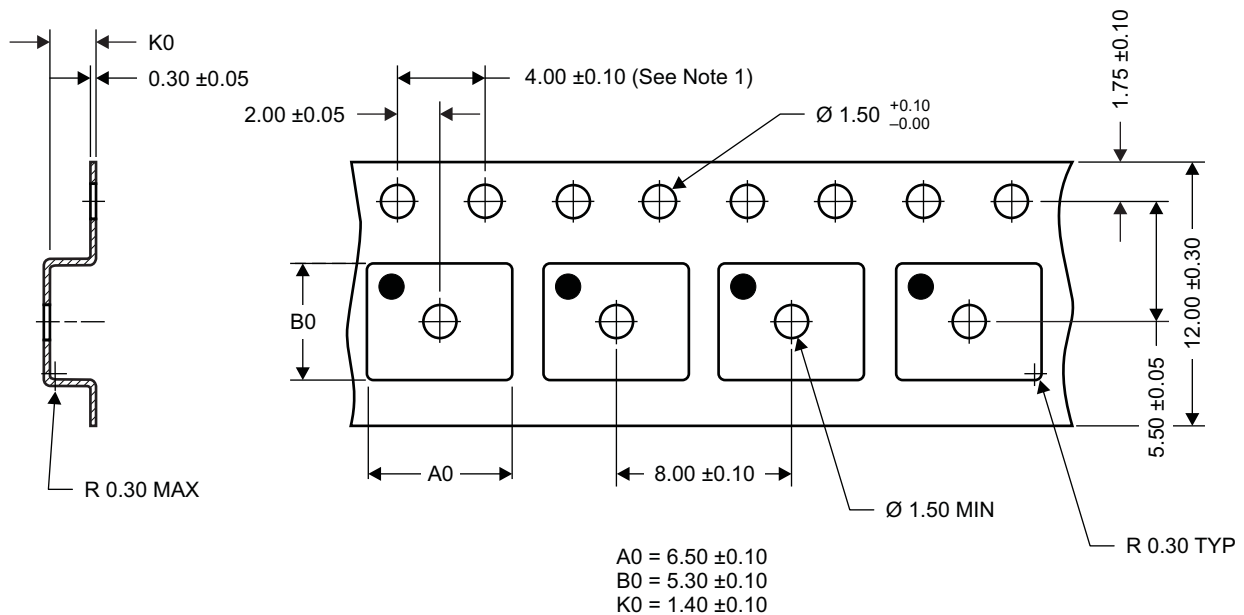 K0
0.30 ±0.05
4.00 ±0.10 (See Note 1)
2.00 ±0.05
Ø 1.50 +0.10 –0.00
1.75 ±0.10
B0
12.00 ±0.30
5.50 ±0.05
R 0.30 MAX
A0
8.00 ±0.10
Ø 1.50 MIN
R 0.30 TYP
A0 = 6.50 ±0.10
B0 = 5.30 ±0.10
K0 = 1.40 ±0.10